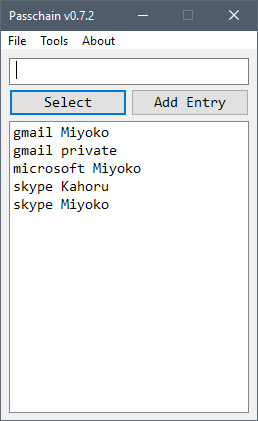 Passchain v0.7.2
File Tools About
Select Add Entry
gmail Miyoko
gmail private
microsoft Miyoko
skype Kahoru
skype Miyoko